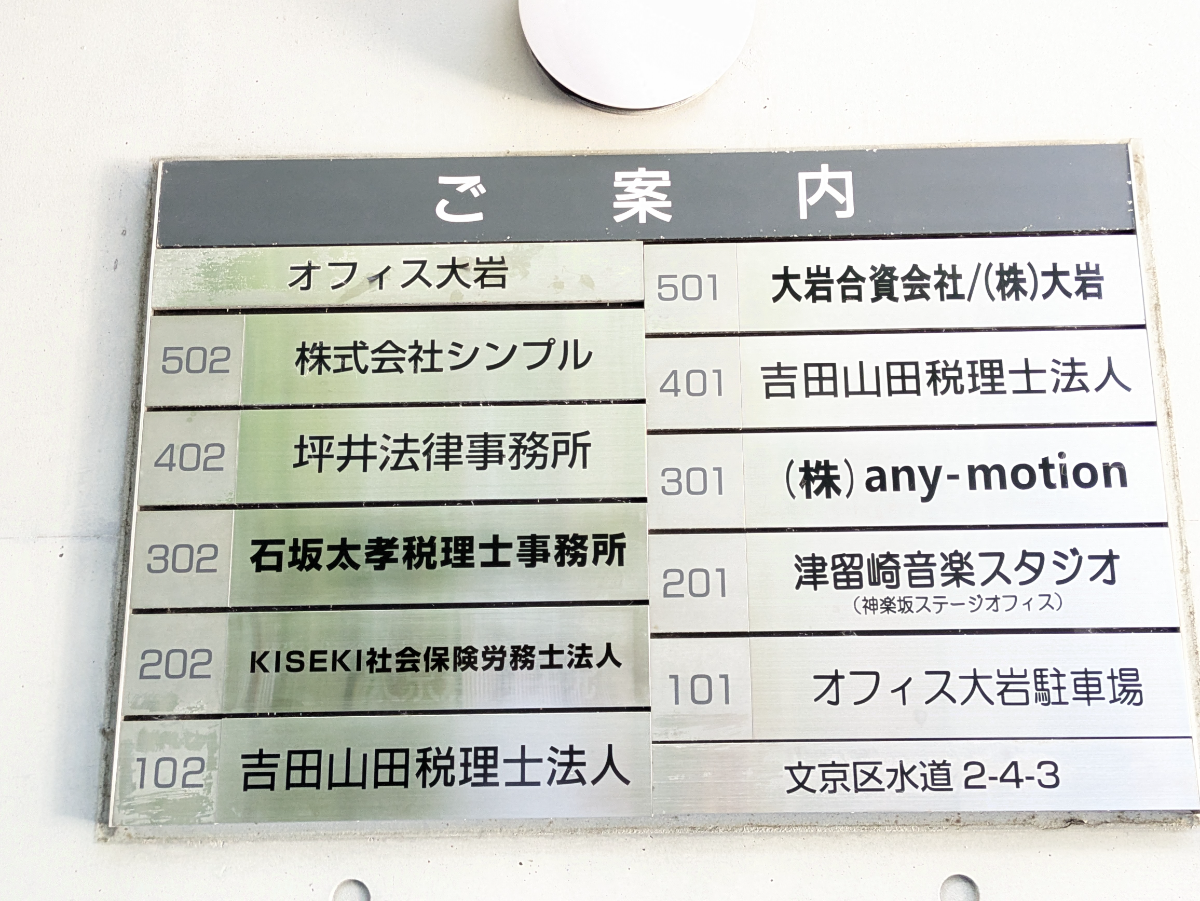 ご案内
オフィス大岩
501 大岩合資会社/(株)大岩
502 株式会社シンプル
401 吉田山田税理士法人
402 坪井法律事務所
301 (株)any-motion
302 石坂太孝税理士事務所
201 津留崎音楽スタジオ
(神楽坂ステージオフィス)
202 KISEKI社会保険労務士法人
101 オフィス大岩駐車場
102 吉田山田税理士法人
文京区水道 2-4-3